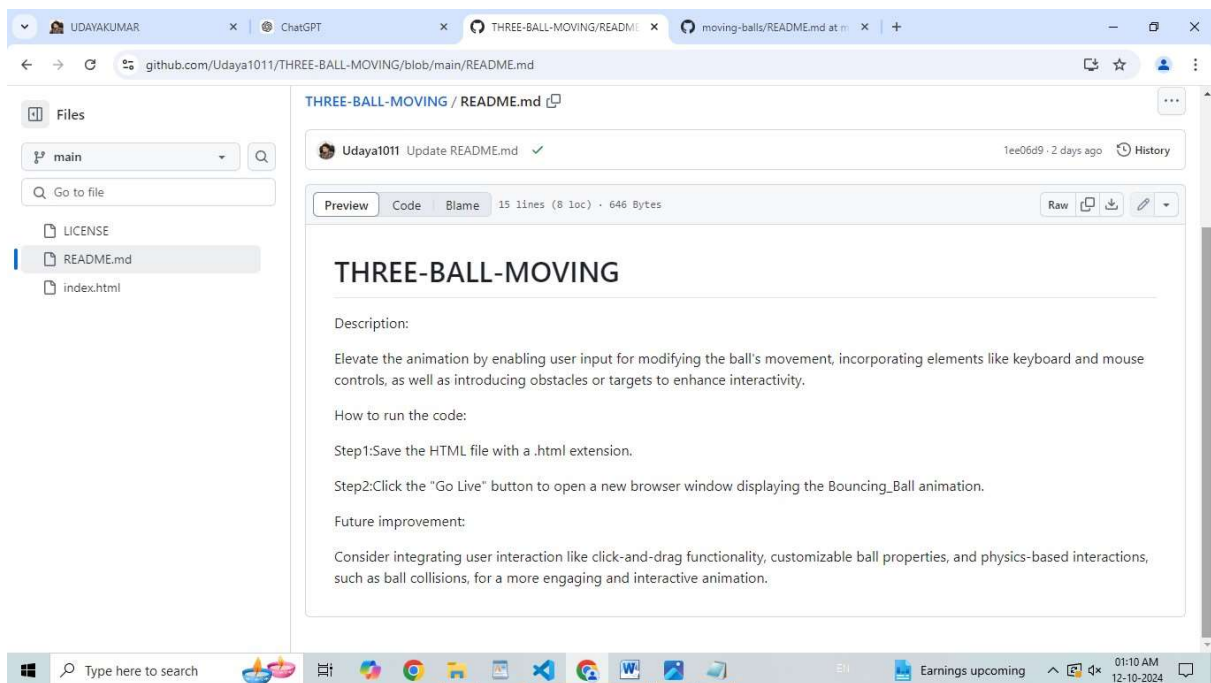 UDAYAKUMAR
ChatGPT
THREE-BALL-MOVING/README
moving-balls/README.md at m
github.com/Udaya1011/THREE-BALL-MOVING/blob/main/README.md
Files
main
Go to file
LICENSE
README.md
index.html
THREE-BALL-MOVING / README.md
Udaya1011 Update README.md
1ee06d9 · 2 days ago
History
Preview
Code
Blame
15 lines (8 loc) · 646 Bytes
Raw
THREE-BALL-MOVING
Description:
Elevate the animation by enabling user input for modifying the ball's movement, incorporating elements like keyboard and mouse
controls, as well as introducing obstacles or targets to enhance interactivity.
How to run the code:
Step1:Save the HTML file with a .html extension.
Step2:Click the "Go Live" button to open a new browser window displaying the Bouncing_Ball animation.
Future improvement:
Consider integrating user interaction like click-and-drag functionality, customizable ball properties, and physics-based interactions,
such as ball collisions, for a more engaging and interactive animation.
Type here to search
EN
Earnings upcoming
01:10 AM
12-10-2024